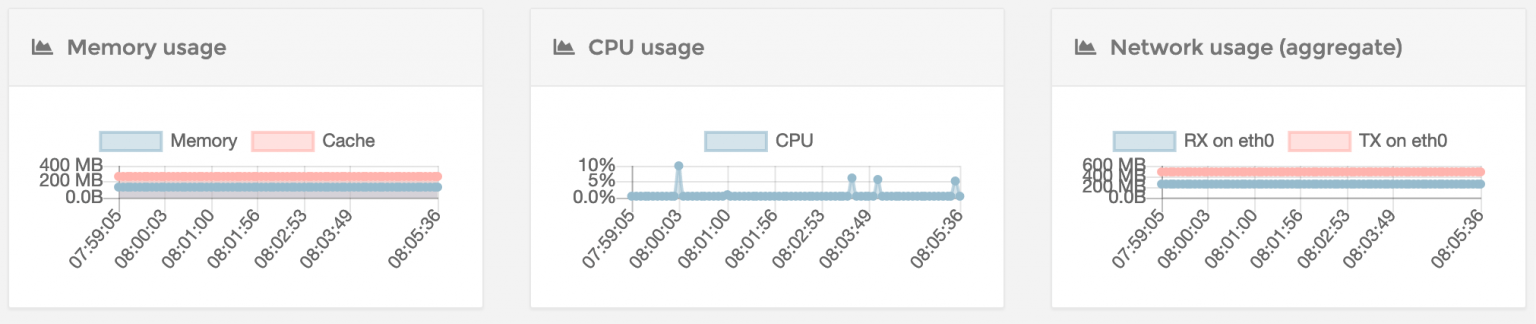 Memory usage
Memory Cache
400 MB
200 MB
0.0B
07:59:05 08:00:03 08:01:00 08:01:56 08:02:53 08:03:49 08:05:36
CPU usage
CPU
10%
5%
0.0%
07:59:05 08:00:03 08:01:00 08:01:56 08:02:53 08:03:49 08:05:36
Network usage (aggregate)
RX on eth0 TX on eth0
600 MB
400 MB
200 MB
0.0B
07:59:05 08:00:03 08:01:00 08:01:56 08:02:53 08:03:49 08:05:36